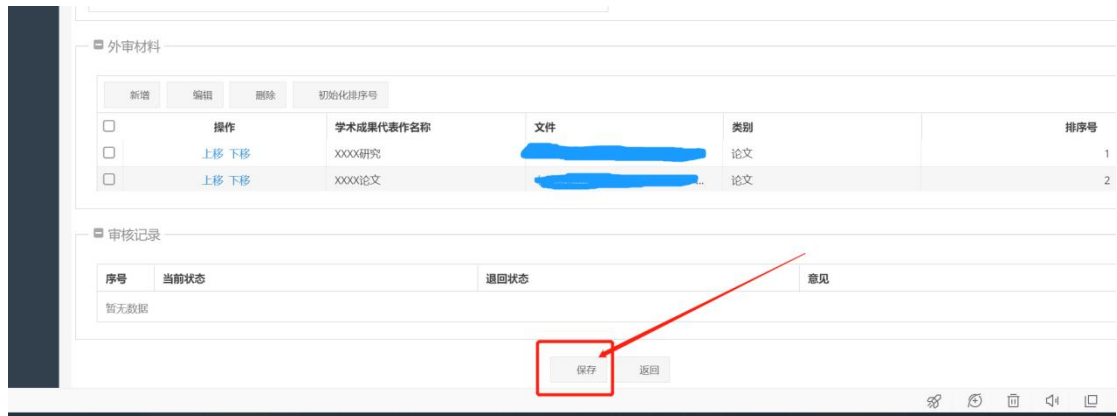 外审材料
新增 编辑 删除 初始化排序号
操作 学术成果代表作名称 文件 类别 排序号
上移 下移 XXXX研究 论文 1
上移 下移 XXXX论文 ... 论文 2
审核记录
序号 当前状态 退回状态 意见
暂无数据
保存 返回